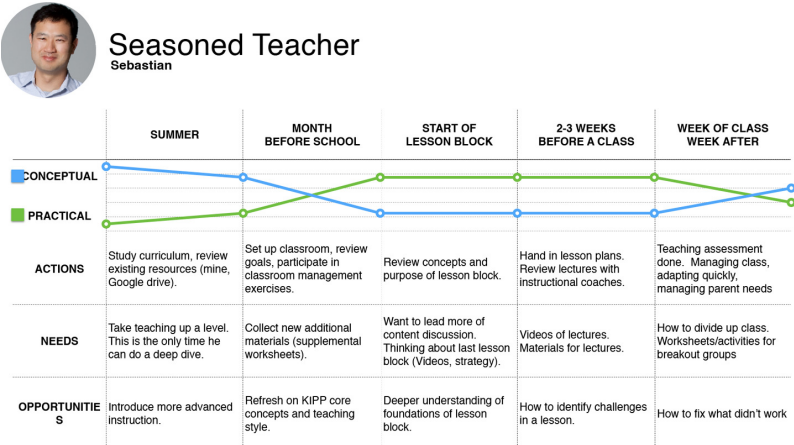 Seasoned Teacher
Sebastian
SUMMER
MONTH
BEFORE SCHOOL
START OF
LESSON BLOCK
2-3 WEEKS
BEFORE A CLASS
WEEK OF CLASS
WEEK AFTER
CONCEPTUAL
PRACTICAL
ACTIONS
Study curriculum, review
existing resources (mine,
Google drive).
Set up classroom, review
goals, participate in
classroom management
exercises.
Review concepts and
purpose of lesson block.
Hand in lesson plans.
Review lectures with
instructional coaches.
Teaching assessment
done.  Managing class,
adapting quickly,
managing parent needs
NEEDS
Take teaching up a level.
This is the only time he
can do a deep dive.
Collect new additional
materials (supplemental
worksheets).
Want to lead more of
content discussion.
Thinking about last lesson
block (Videos, strategy).
Videos of lectures.
Materials for lectures.
How to divide up class.
Worksheets/activities for
breakout groups
OPPORTUNITIE
S
Introduce more advanced
instruction.
Refresh on KIPP core
concepts and teaching
style.
Deeper understanding of
foundations of lesson
block.
How to identify challenges
in a lesson.
How to fix what didn't work